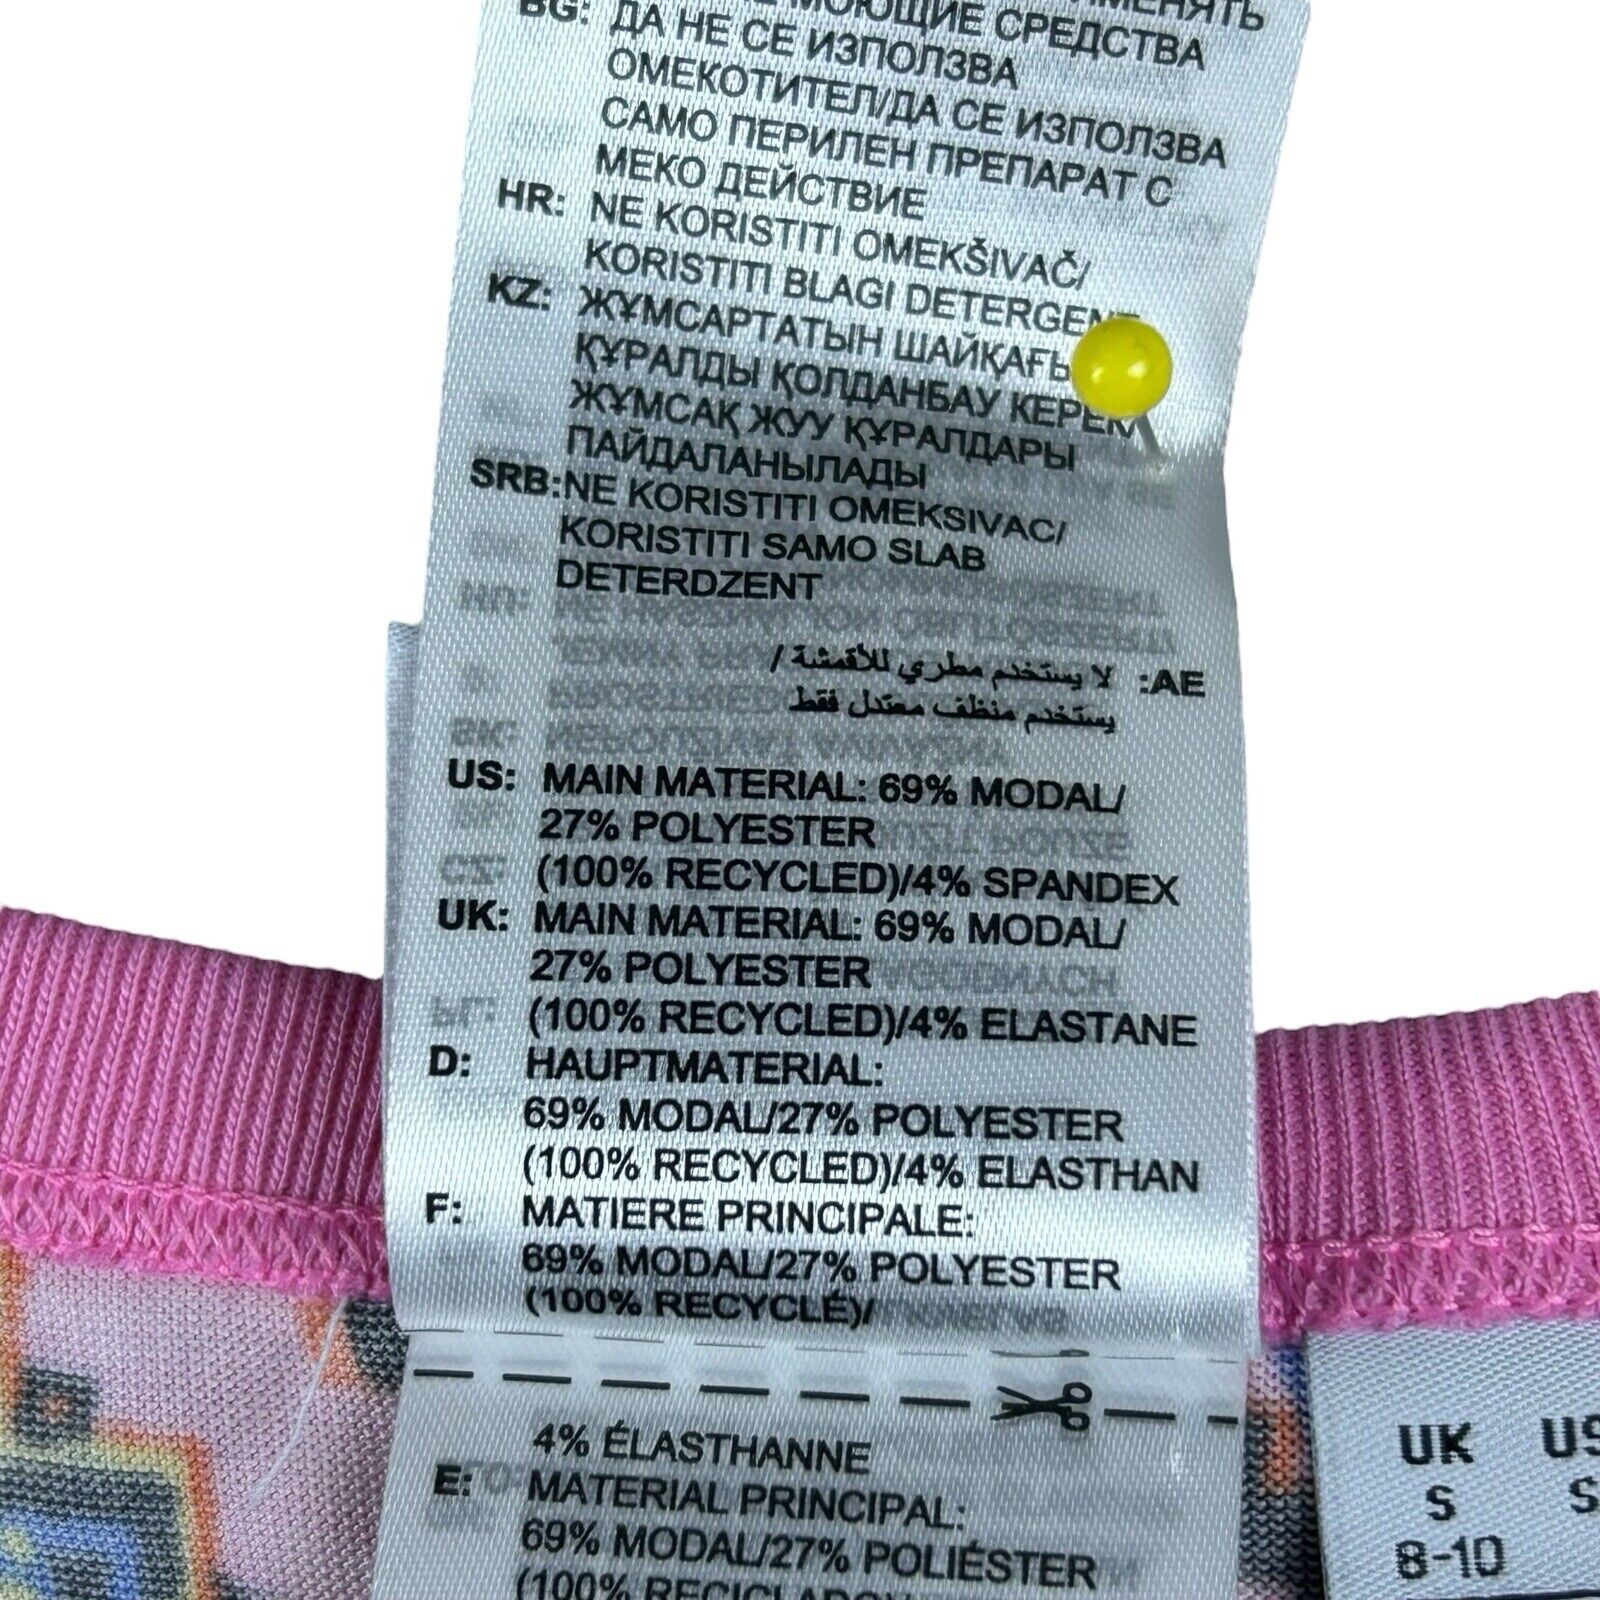 МОЮЩИЕ СРЕДСТВА
BG: ДА НЕ СЕ ИЗПОЛЗВА
ОМЕКОТИТЕЛ/ДА СЕ ИЗПОЛЗВА
САМО ПЕРИЛЕН ПРЕПАРАТ С
МЕКО ДЕЙСТВИЕ
HR: NE KORISTITI OMEKŠIVAČ/
KORISTITI BLAGI
KZ: ЖҰМСАРТАТЫН
ҚҰРАЛДЫ ҚОЛДАНБАУ
ЖҰМСАҚ ЖУУ ҚҰРАЛДАРЫ
ПАЙДАЛАНЫЛАДЫ
SRB: NE KORISTITI OMEKSIVAC/
KORISTITI SAMO SLAB
DETERDZENT
AE: لا يستخدم مطري للأقمشة /
يستخدم منظف معتدل فقط
US: MAIN MATERIAL: 69% MODAL/
27% POLYESTER
(100% RECYCLED)/4% SPANDEX
UK: MAIN MATERIAL: 69% MODAL/
27% POLYESTER
(100% RECYCLED)/4% ELASTANE
D: HAUPTMATERIAL:
69% MODAL/27% POLYESTER
(100% RECYCLED)/4% ELASTHAN
F: MATIERE PRINCIPALE:
69% MODAL/27% POLYESTER
(100% RECYCLÉ)/
4% ÉLASTHANNE
E: MATERIAL PRINCIPAL:
69% MODAL/27% POLIÉSTER
(100%
UK US
S S
8-10